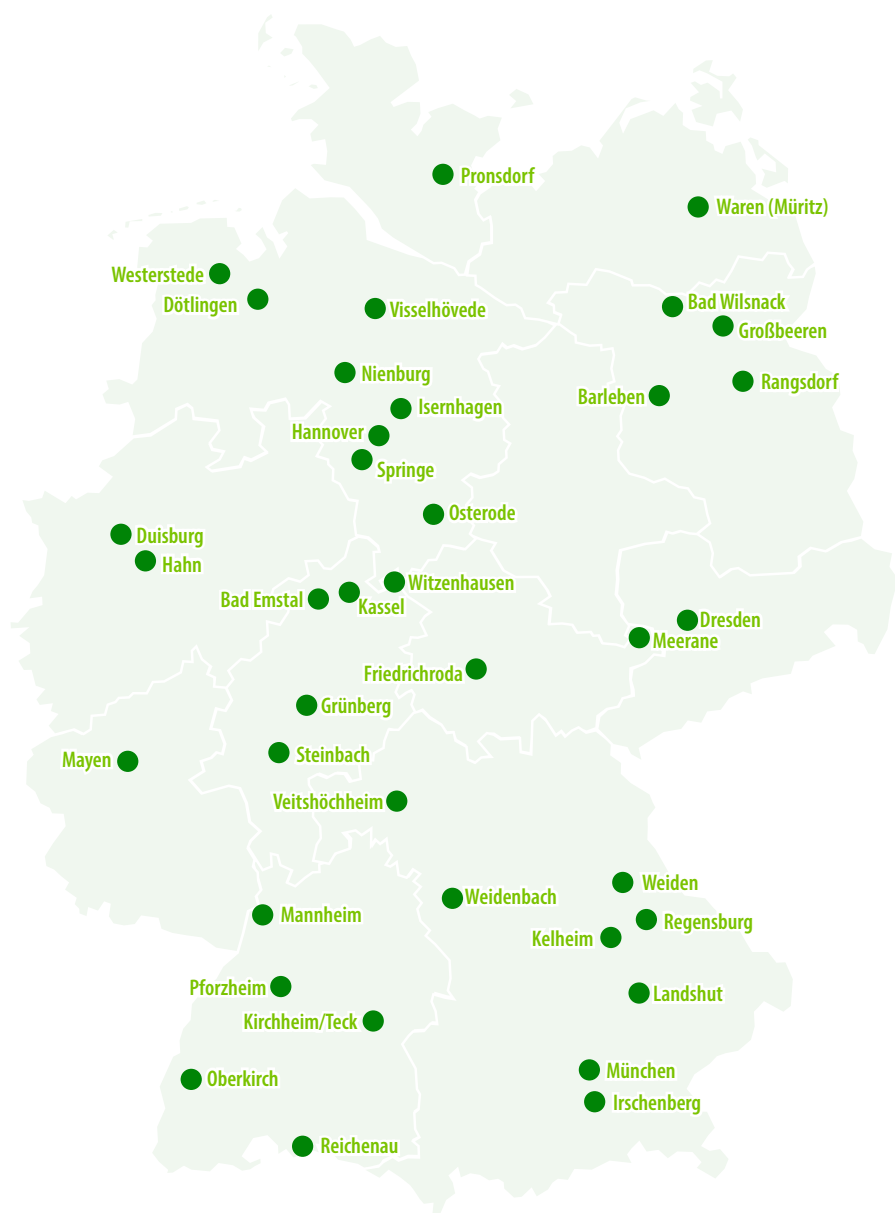 Pronsdorf
Waren (Müritz)
Westerstede
Dötlingen
Visselhövede
Bad Wilsnack
Großbeeren
Nienburg
Rangsdorf
Barleben
Isernhagen
Hannover
Springe
Osterode
Duisburg
Hahn
Witzenhausen
Bad Emstal
Kassel
Dresden
Meerane
Friedrichroda
Grünberg
Steinbach
Mayen
Veitshöchheim
Weiden
Weidenbach
Mannheim
Regensburg
Kelheim
Pforzheim
Landshut
Kirchheim/Teck
München
Oberkirch
Irschenberg
Reichenau